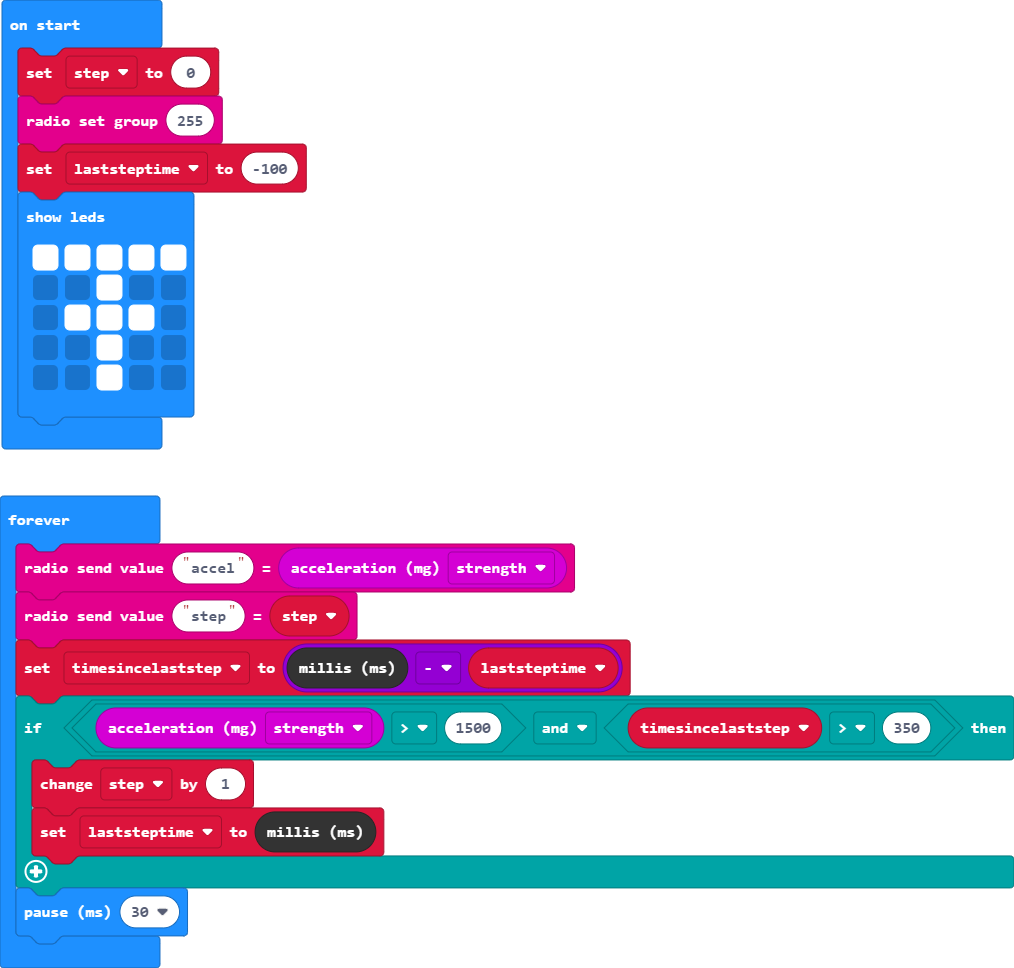 on start
set step to 0
radio set group 255
set laststeptime to -100
show leds
forever
radio send value "accel" = acceleration (mg) strength
radio send value "step" = step
set timesincelaststep to millis (ms) - laststeptime
if acceleration (mg) strength > 1500 and timesincelaststep > 350 then
change step by 1
set laststeptime to millis (ms)
pause (ms) 30